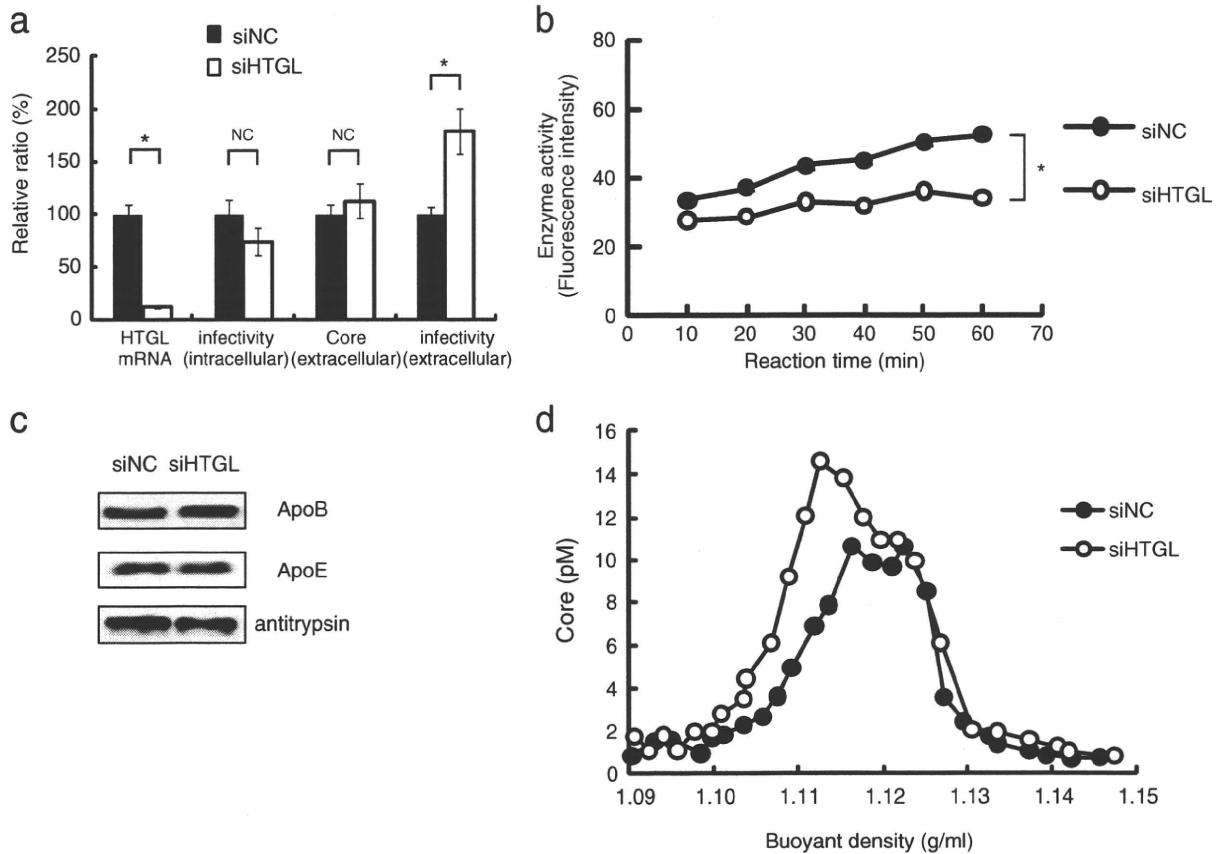 a
siNC
siHTGL
Relative ratio (%)
250
200
150
100
50
0
*
NC
NC
*
HTGL
mRNA
infectivity
(intracellular)
Core
(extracellular)
infectivity
(extracellular)
b
Enzyme activity
(Fluorescence intensity)
80
60
40
20
0
0 10 20 30 40 50 60 70
Reaction time (min)
siNC
*
siHTGL
c
siNC siHTGL
ApoB
ApoE
antitrypsin
d
Core (pM)
16
14
12
10
8
6
4
2
0
1.09 1.10 1.11 1.12 1.13 1.14 1.15
Buoyant density (g/ml)
siNC
siHTGL